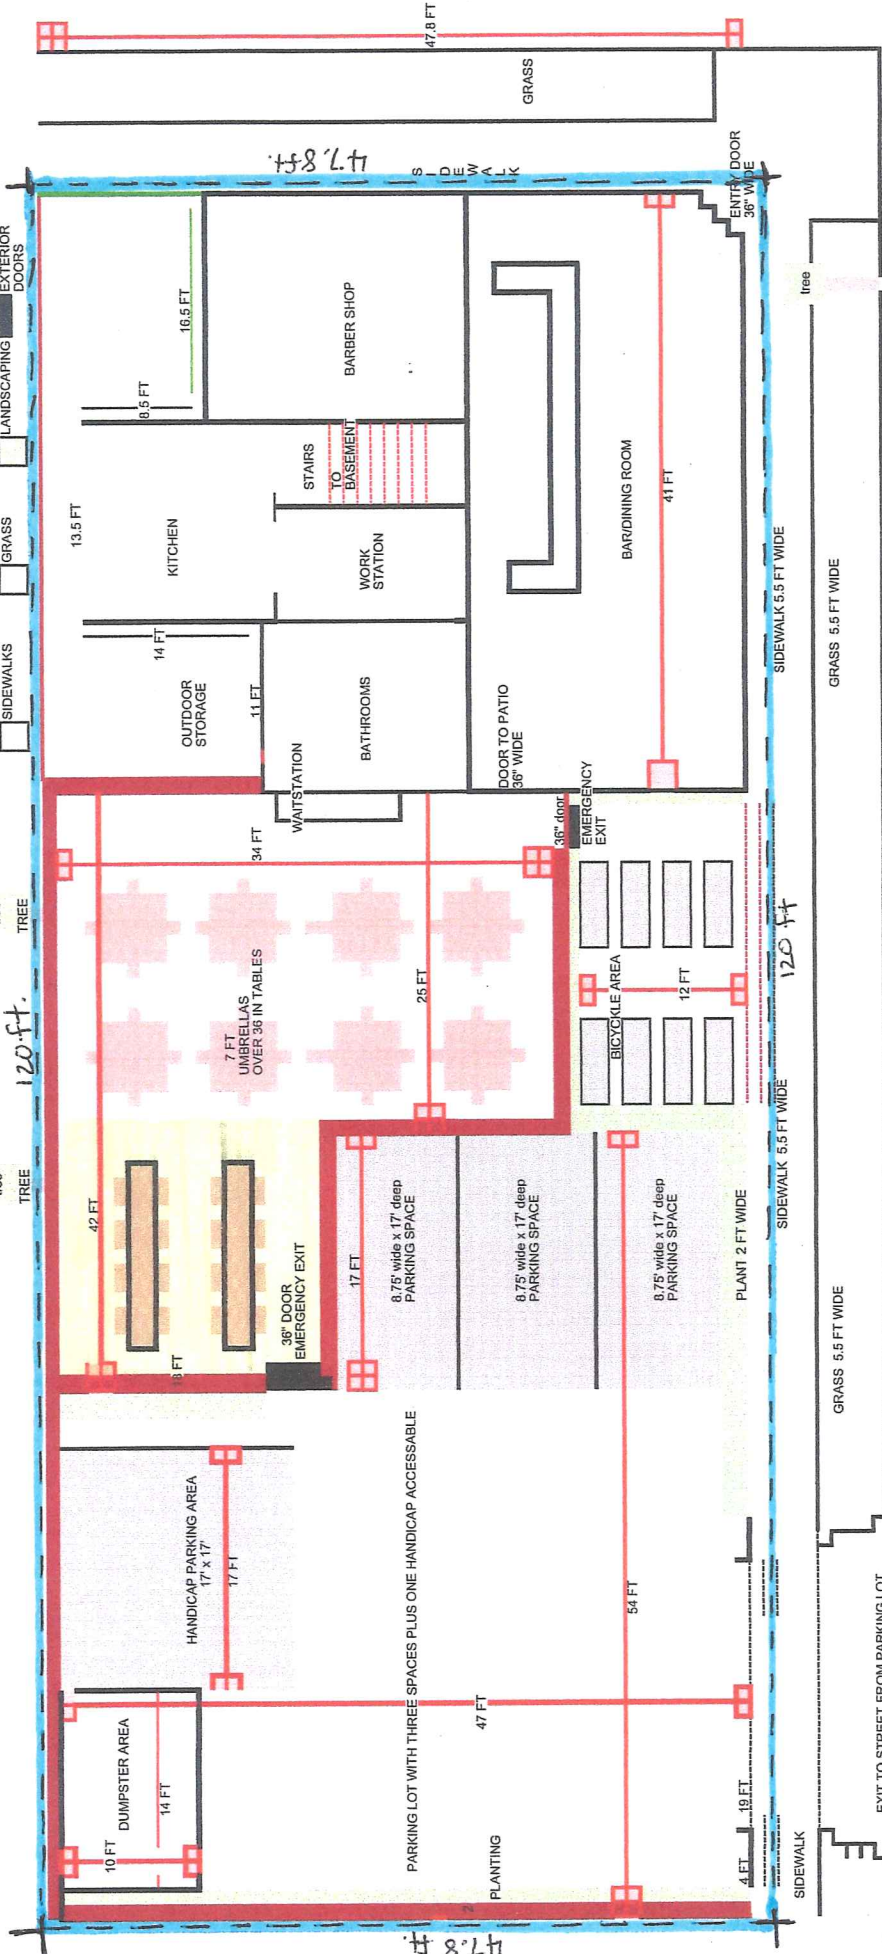 SIDEWALKS
GRASS
LANDSCAPING
EXTERIOR
DOORS
47.8 FT
GRASS
120 ft.
TREE
TREE
47.8 ft.
SIDEWALK
16.5 FT
8.5 FT
BARBER SHOP
13.5 FT
KITCHEN
STAIRS
TO
BASEMENT
WORK
STATION
14 FT
OUTDOOR
STORAGE
11 FT
BATHROOMS
WAITSTATION
BAR/DINING ROOM
41 FT
ENTRY DOOR
36" WIDE
DOOR TO PATIO
36" WIDE
34 FT
7 FT
UMBRELLAS
OVER 36 IN TABLES
25 FT
36" door
EMERGENCY
EXIT
BICYCKLE AREA
12 FT
42 FT
18 FT
36" DOOR
EMERGENCY EXIT
17 FT
8.75' wide x 17' deep
PARKING SPACE
8.75' wide x 17' deep
PARKING SPACE
8.75' wide x 17' deep
PARKING SPACE
PLANT 2 FT WIDE
HANDICAP PARKING AREA
17' x 17'
17 FT
PARKING LOT WITH THREE SPACES PLUS ONE HANDICAP ACCESSABLE
54 FT
47 FT
DUMPSTER AREA
14 FT
10 FT
PLANTING
2
4 FT
19 FT
47.8 ft.
120 ft
SIDEWALK
SIDEWALK 5.5 FT WIDE
SIDEWALK 5.5 FT WIDE
tree
GRASS 5.5 FT WIDE
GRASS 5.5 FT WIDE
EXIT TO STREET FROM PARKING LOT